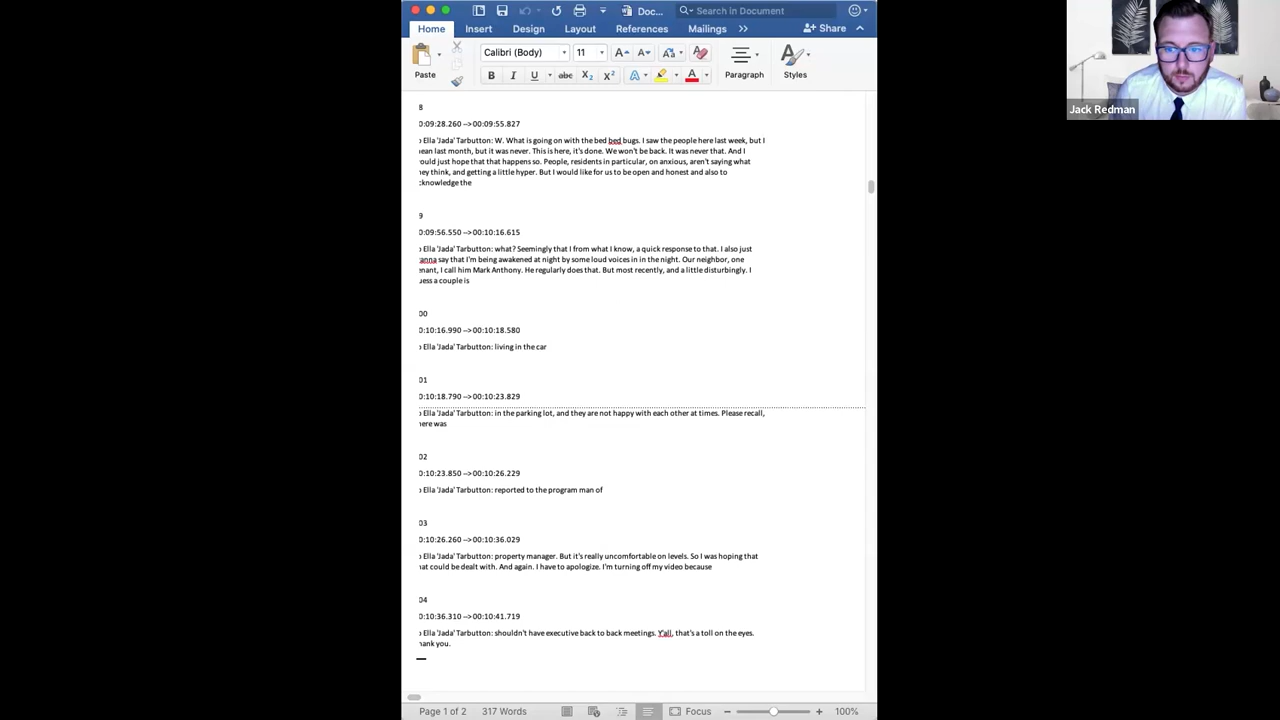 Doc...
Search in Document
Home Insert Design Layout References Mailings Share
Paste
Calibri (Body) 11
Paragraph Styles
8
0:09:28.260 --> 00:09:55.827
o Ella 'Jada' Tarbutton: W. What is going on with the bed bed bugs. I saw the people here last week, but I
ean last month, but it was never. This is here, it's done. We won't be back. It was never that. And I
ould just hope that that happens so. People, residents in particular, on anxious, aren't saying what
ey think, and getting a little hyper. But I would like for us to be open and honest and also to
cknowledge the
9
0:09:56.550 --> 00:10:16.615
o Ella 'Jada' Tarbutton: what? Seemingly that I from what I know, a quick response to that. I also just
anna say that I'm being awakened at night by some loud voices in in the night. Our neighbor, one
enant, I call him Mark Anthony. He regularly does that. But most recently, and a little disturbingly. I
uess a couple is
00
0:10:16.990 --> 00:10:18.580
o Ella 'Jada' Tarbutton: living in the car
01
0:10:18.790 --> 00:10:23.829
o Ella 'Jada' Tarbutton: in the parking lot, and they are not happy with each other at times. Please recall,
here was
02
0:10:23.850 --> 00:10:26.229
o Ella 'Jada' Tarbutton: reported to the program man of
03
0:10:26.260 --> 00:10:36.029
o Ella 'Jada' Tarbutton: property manager. But it's really uncomfortable on levels. So I was hoping that
hat could be dealt with. And again. I have to apologize. I'm turning off my video because
04
0:10:36.310 --> 00:10:41.719
o Ella 'Jada' Tarbutton: shouldn't have executive back to back meetings. Y'all, that's a toll on the eyes.
hank you.
Page 1 of 2 317 Words Focus 100%
Jack Redman